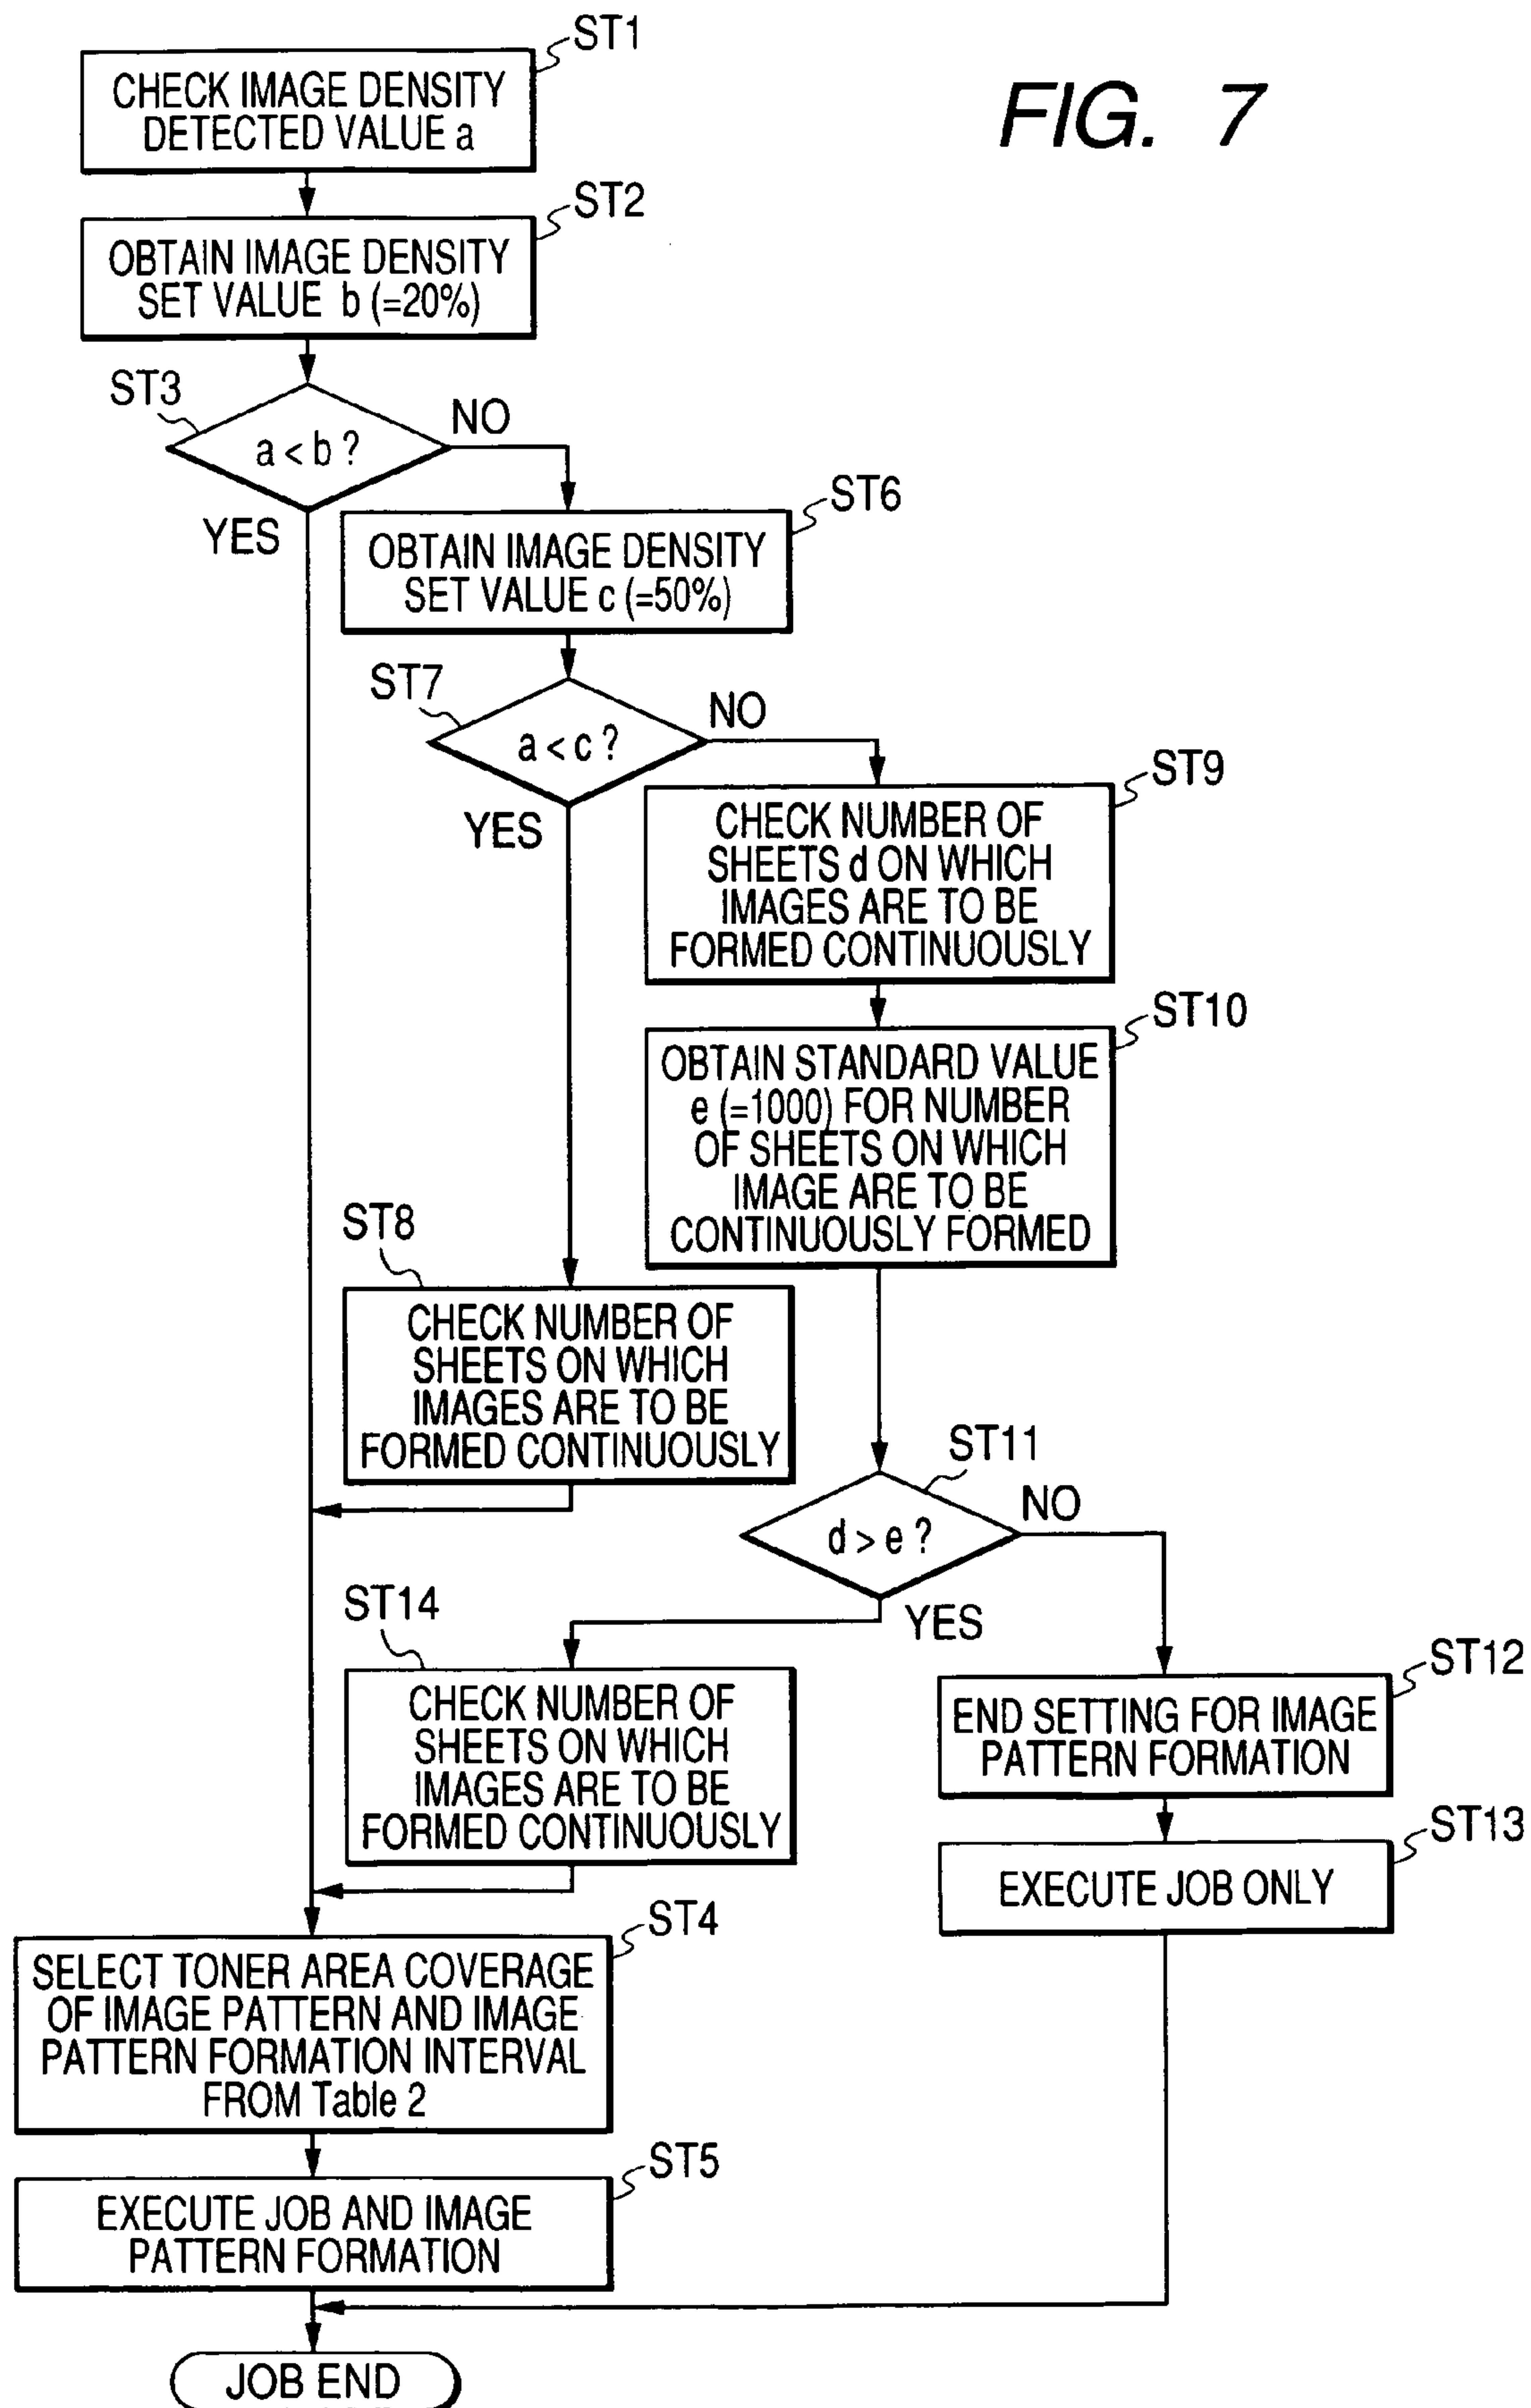 FIG. 7
ST1
CHECK IMAGE DENSITY
DETECTED VALUE a
ST2
OBTAIN IMAGE DENSITY
SET VALUE b (=20%)
ST3
a < b ?
NO
YES
ST6
OBTAIN IMAGE DENSITY
SET VALUE c (=50%)
ST7
a < c ?
NO
YES
ST9
CHECK NUMBER OF
SHEETS d ON WHICH
IMAGES ARE TO BE
FORMED CONTINUOUSLY
ST10
OBTAIN STANDARD VALUE
e (=1000) FOR NUMBER
OF SHEETS ON WHICH
IMAGE ARE TO BE
CONTINUOUSLY FORMED
ST8
CHECK NUMBER OF
SHEETS ON WHICH
IMAGES ARE TO BE
FORMED CONTINUOUSLY
ST11
d > e ?
NO
YES
ST14
CHECK NUMBER OF
SHEETS ON WHICH
IMAGES ARE TO BE
FORMED CONTINUOUSLY
ST12
END SETTING FOR IMAGE
PATTERN FORMATION
ST13
EXECUTE JOB ONLY
ST4
SELECT TONER AREA COVERAGE
OF IMAGE PATTERN AND IMAGE
PATTERN FORMATION INTERVAL
FROM Table 2
ST5
EXECUTE JOB AND IMAGE
PATTERN FORMATION
JOB END